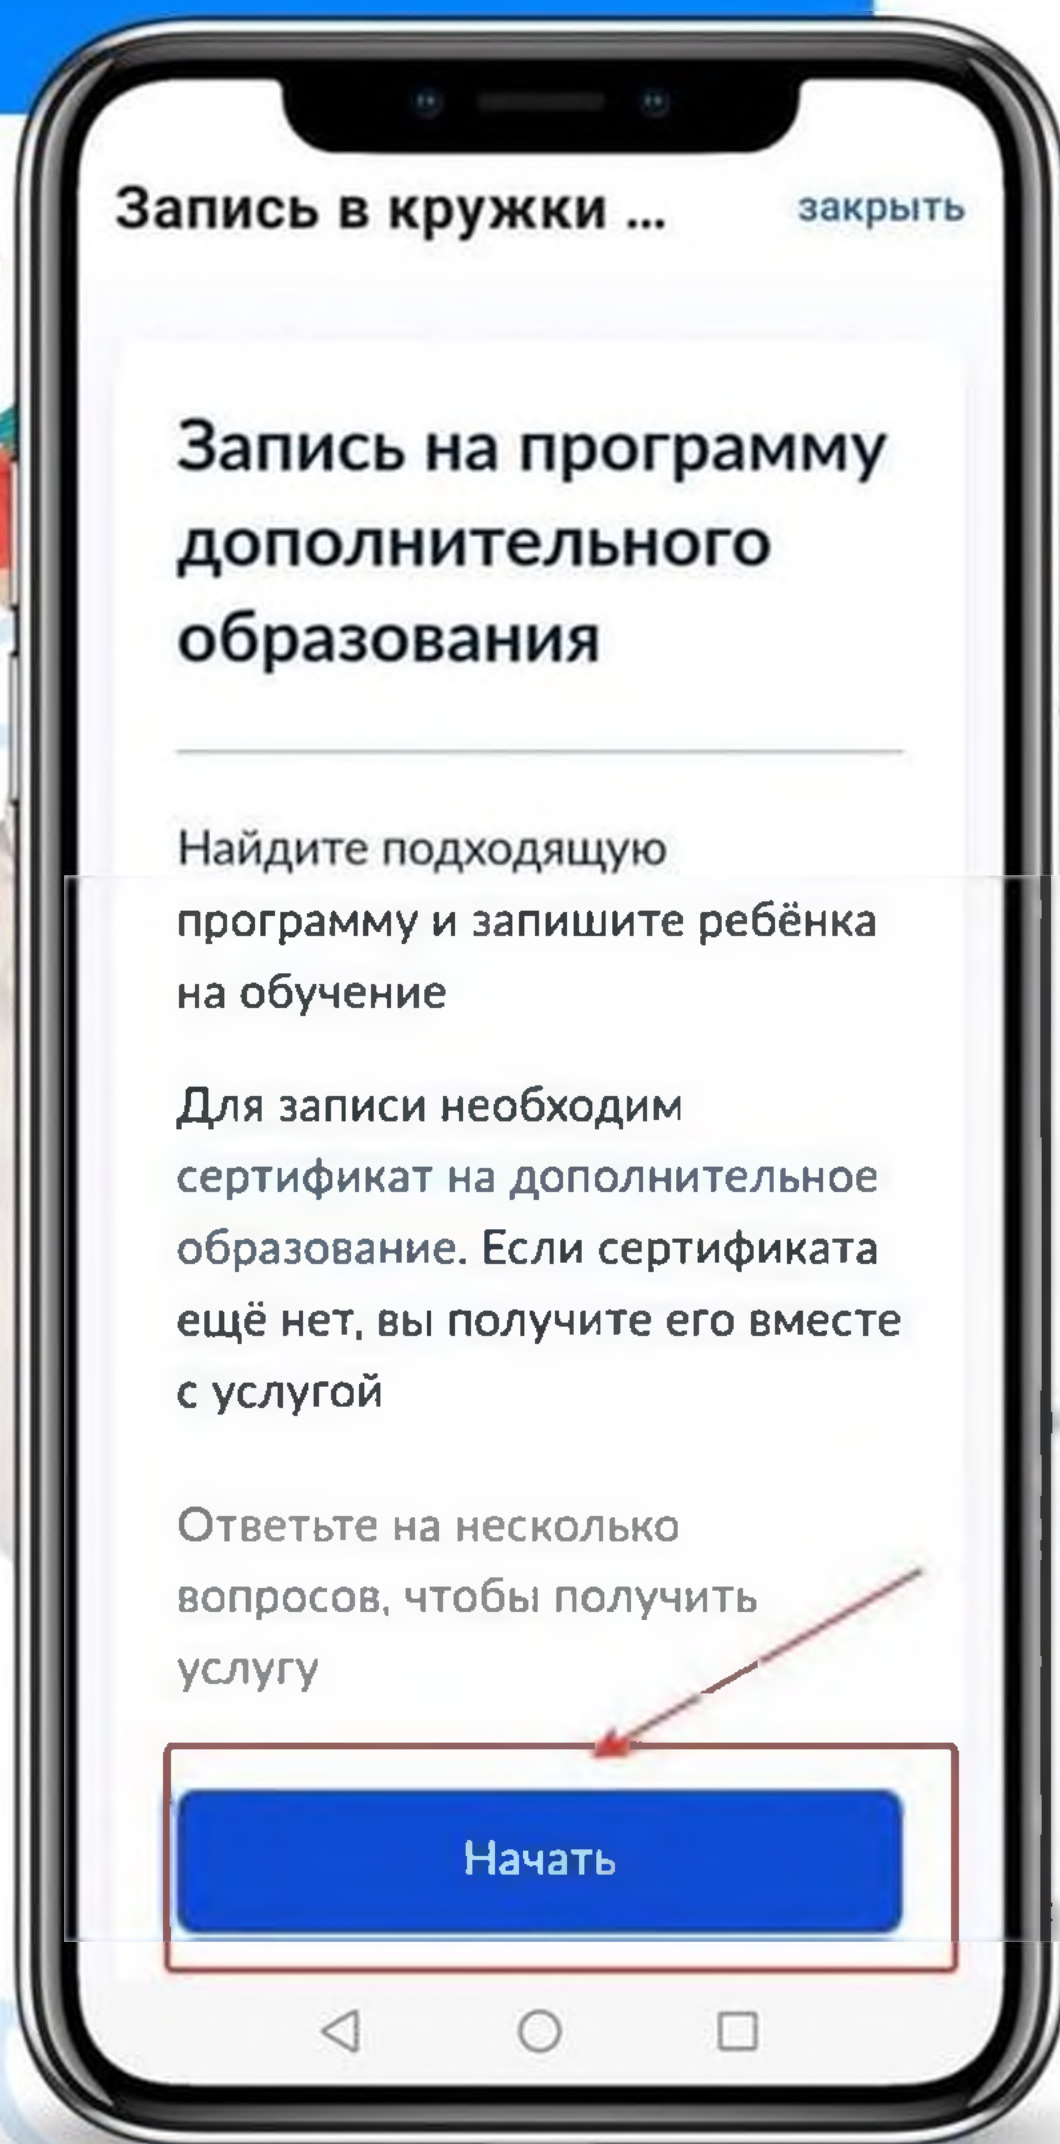 Запись в кружки ... закрыть
Запись на программу
дополнительного
образования
Найдите подходящую
программу и запишите ребёнка
на обучение
Для записи необходим
сертификат на дополнительное
образование. Если сертификата
ещё нет, вы получите его вместе
с услугой
Ответьте на несколько
вопросов, чтобы получить
услугу
Начать